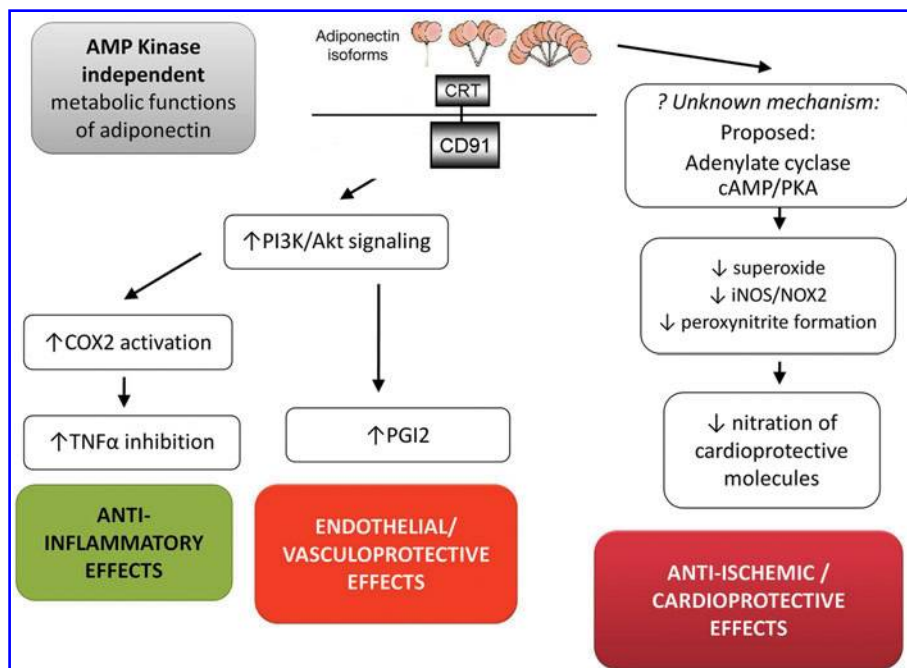 AMP Kinase
independent
metabolic functions
of adiponectin
Adiponectin
isoforms
CRT
CD91
? Unknown mechanism:
Proposed:
Adenylate cyclase
cAMP/PKA
↑PI3K/Akt signaling
↓ superoxide
↓ iNOS/NOX2
↓ peroxynitrite formation
↑COX2 activation
↑TNFα inhibition
↑PGI2
↓ nitration of
cardioprotective
molecules
ANTI-
INFLAMMATORY
EFFECTS
ENDOTHELIAL/
VASCULOPROTECTIVE
EFFECTS
ANTI-ISCHEMIC /
CARDIOPROTECTIVE
EFFECTS